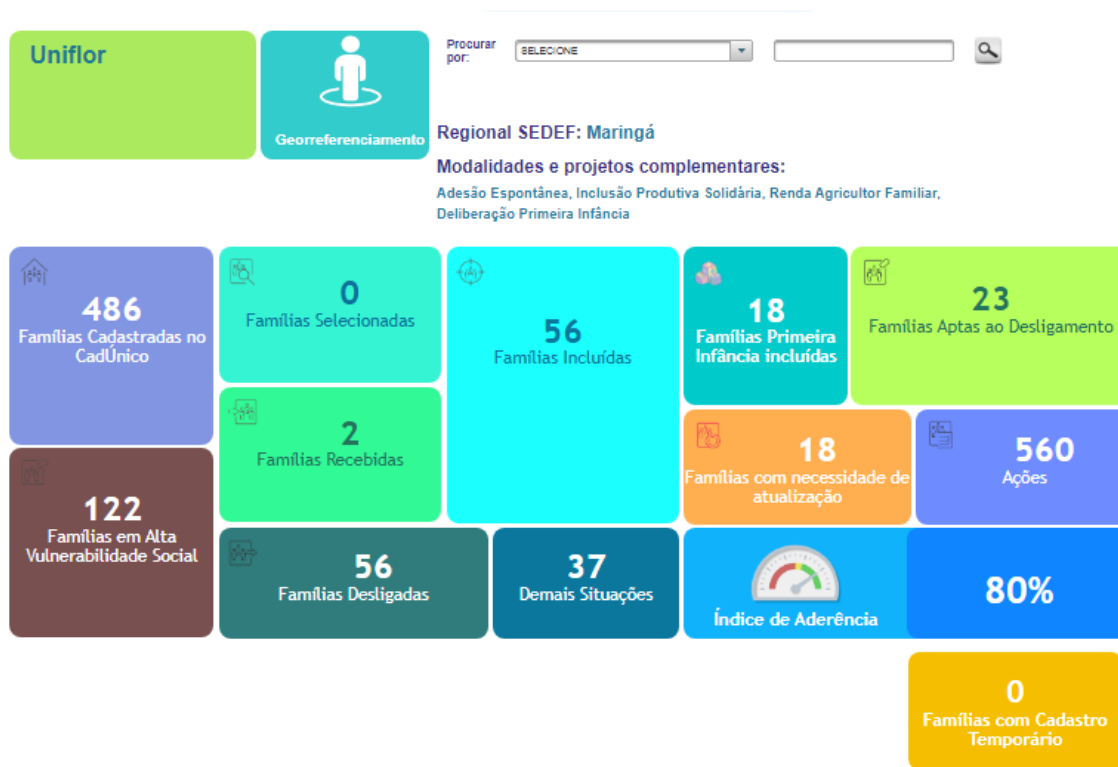 Uniflor
Georreferenciamento
Procurar
por:
SELECIONE
Regional SEDEF: Maringá
Modalidades e projetos complementares:
Adesão Espontânea, Inclusão Produtiva Solidária, Renda Agricultor Familiar,
Deliberação Primeira Infância
486
Famílias Cadastradas no
CadÚnico
0
Famílias Selecionadas
56
Famílias Incluídas
18
Famílias Primeira
Infância incluídas
23
Famílias Aptas ao Desligamento
2
Famílias Recebidas
18
Famílias com necessidade de
atualização
560
Ações
122
Famílias em Alta
Vulnerabilidade Social
56
Famílias Desligadas
37
Demais Situações
Índice de Aderência
80%
0
Famílias com Cadastro
Temporário